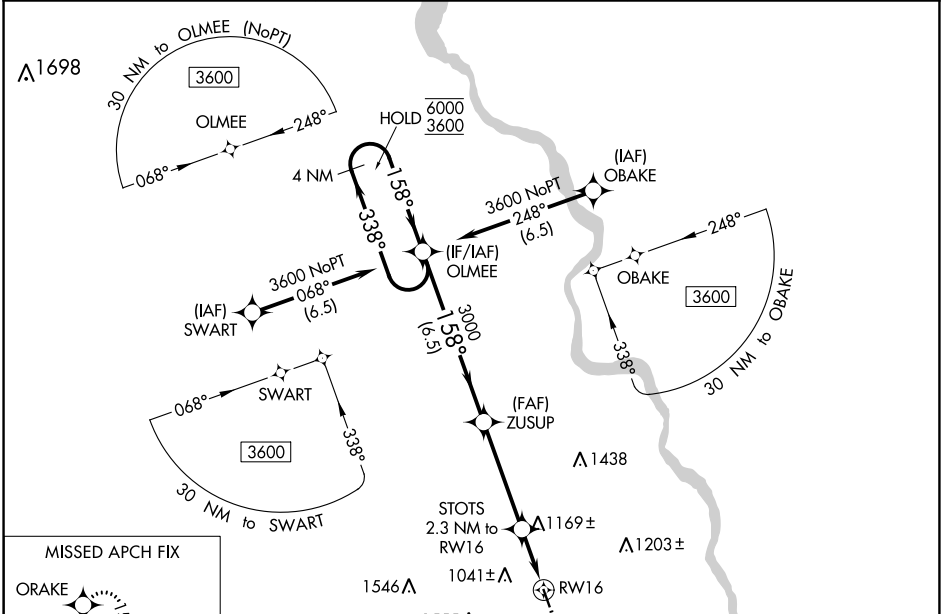 1698
30 NM to OLMEE (NoPT)
3600
OLMEE
248°
068°
HOLD
6000
3600
4 NM
158°
338°
(IAF)
OBAKE
3600 NoPT
248°
(6.5)
(IF/IAF)
OLMEE
3600 NoPT
068°
(6.5)
(IAF)
SWART
248°
OBAKE
3600
338°
30 NM to OBAKE
3000
158°
(6.5)
068°
SWART
338°
3600
30 NM to SWART
(FAF)
ZUSUP
1438
STOTS
2.3 NM to
RW16
1169±
1203±
MISSED APCH FIX
ORAKE
1546
1041±
RW16